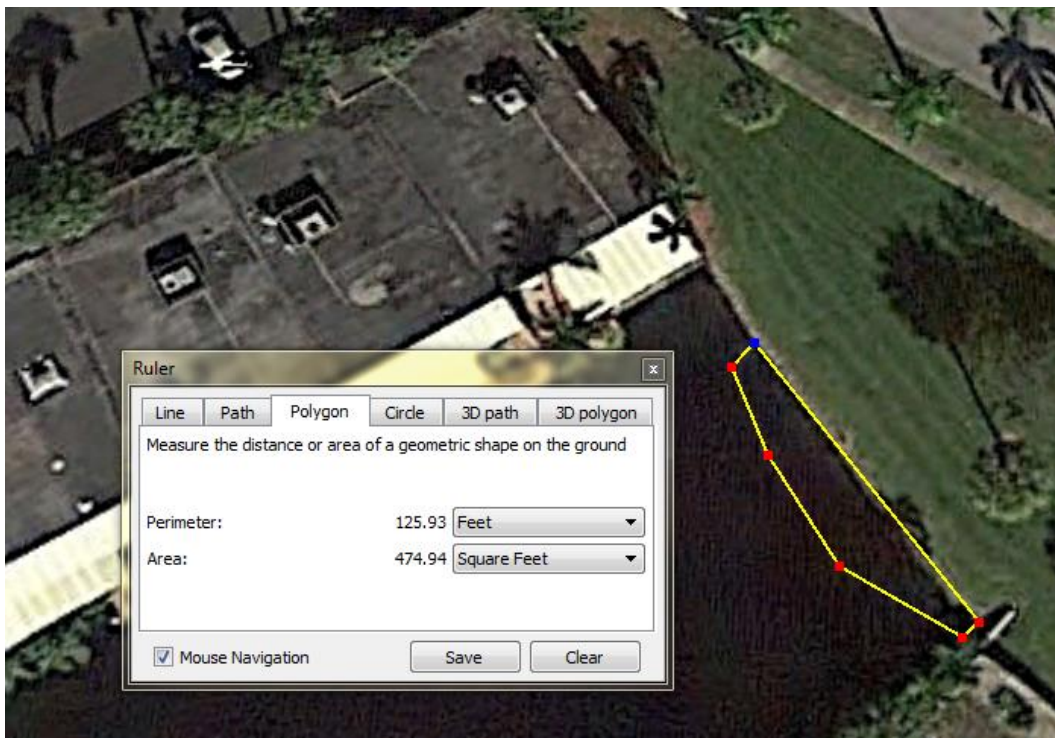 Ruler
x
Line Path Polygon Circle 3D path 3D polygon
Measure the distance or area of a geometric shape on the ground
Perimeter: 125.93 Feet
Area: 474.94 Square Feet
Mouse Navigation Save Clear